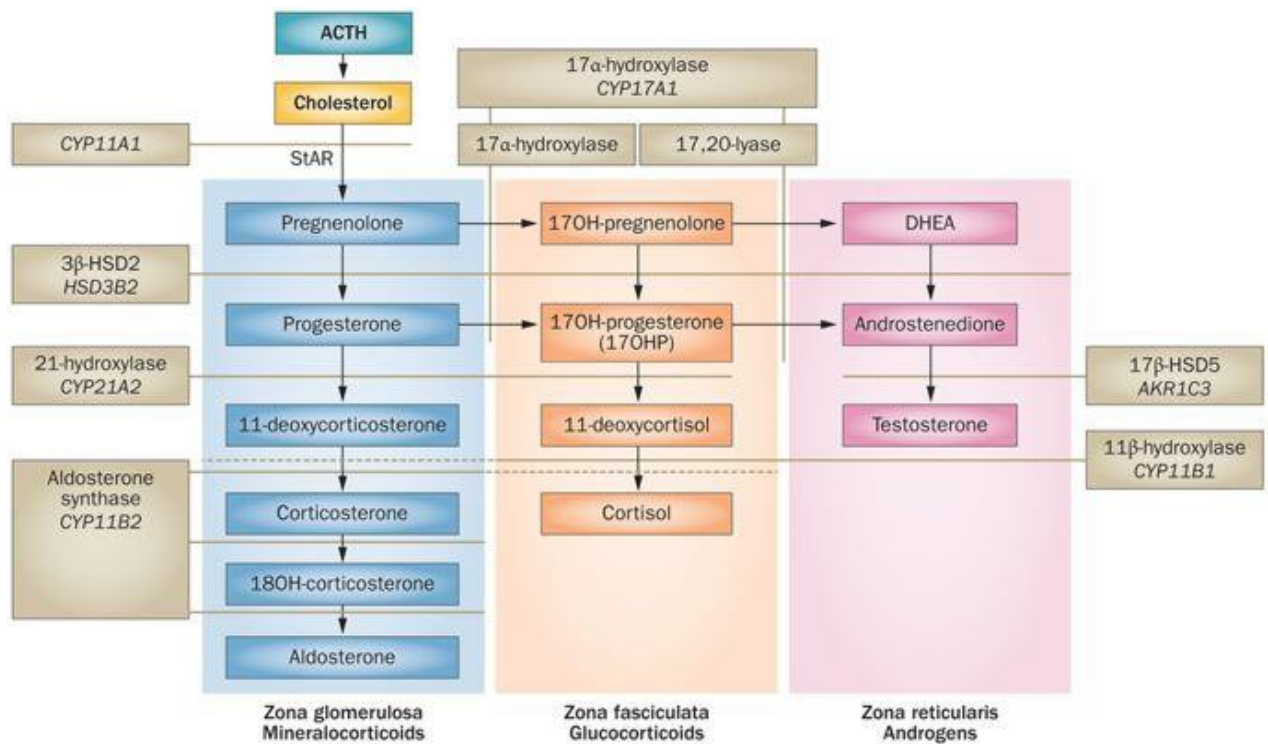 ACTH
17α-hydroxylase
CYP17A1
Cholesterol
CYP11A1
17α-hydroxylase
17,20-lyase
StAR
Pregnenolone
17OH-pregnenolone
DHEA
3β-HSD2
HSD3B2
Progesterone
17OH-progesterone
(17OHP)
Androstenedione
21-hydroxylase
CYP21A2
17β-HSD5
AKR1C3
11-deoxycorticosterone
11-deoxycortisol
Testosterone
11β-hydroxylase
CYP11B1
Aldosterone
synthase
CYP11B2
Corticosterone
Cortisol
18OH-corticosterone
Aldosterone
Zona glomerulosa
Mineralocorticoids
Zona fasciculata
Glucocorticoids
Zona reticularis
Androgens